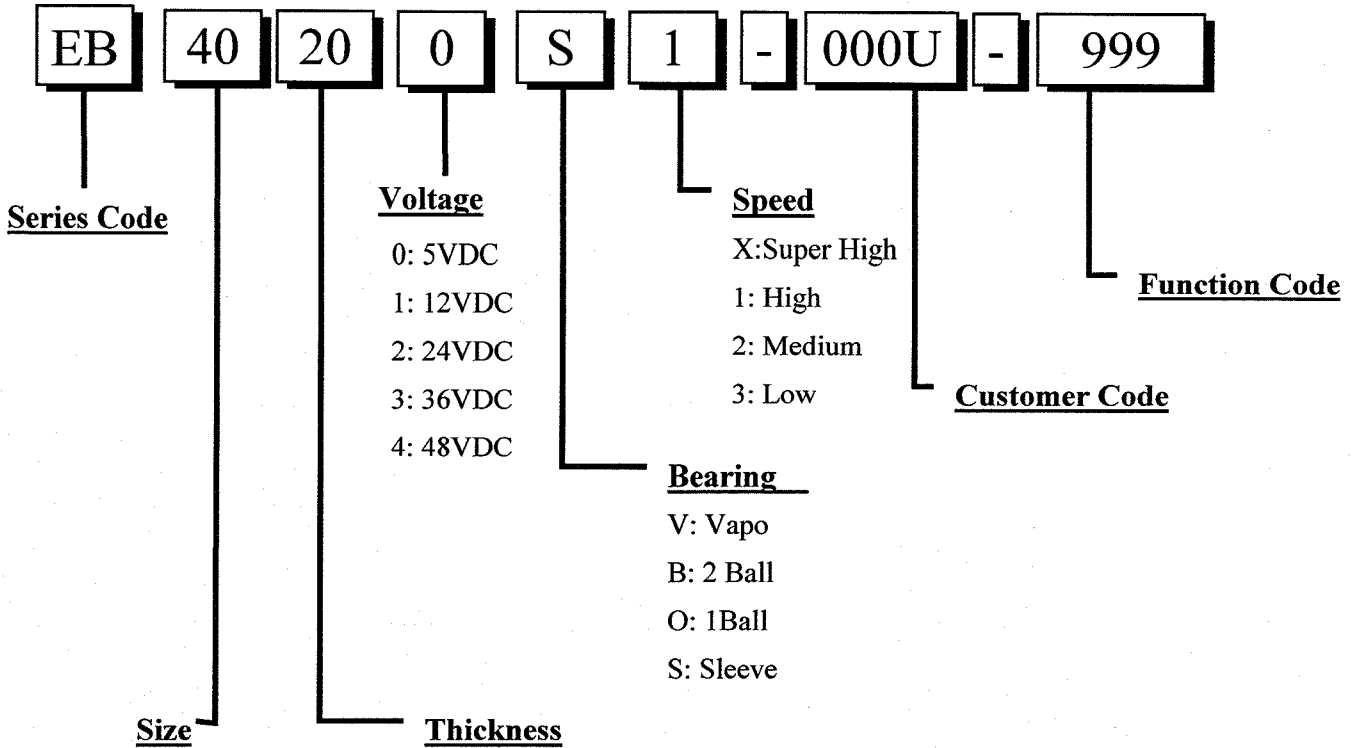 EB 40 20 0 S 1 - 000U - 999
Series Code
Voltage
0: 5VDC
1: 12VDC
2: 24VDC
3: 36VDC
4: 48VDC
Speed
X:Super High
1: High
2: Medium
3: Low
Function Code
Customer Code
Bearing
V: Vapo
B: 2 Ball
O: 1Ball
S: Sleeve
Size
Thickness